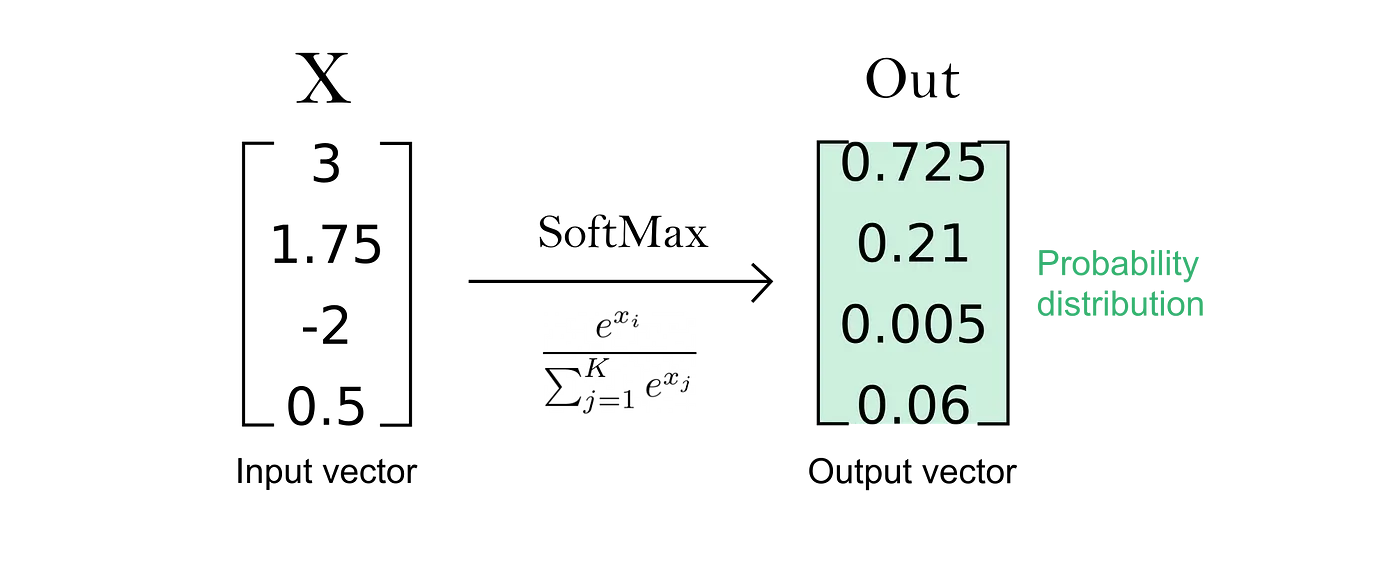 X
3
1.75
-2
0.5
Input vector
SoftMax
e^{x_i}
∑_{j=1}^{K} e^{x_j}
Out
0.725
0.21
0.005
0.06
Output vector
Probability
distribution